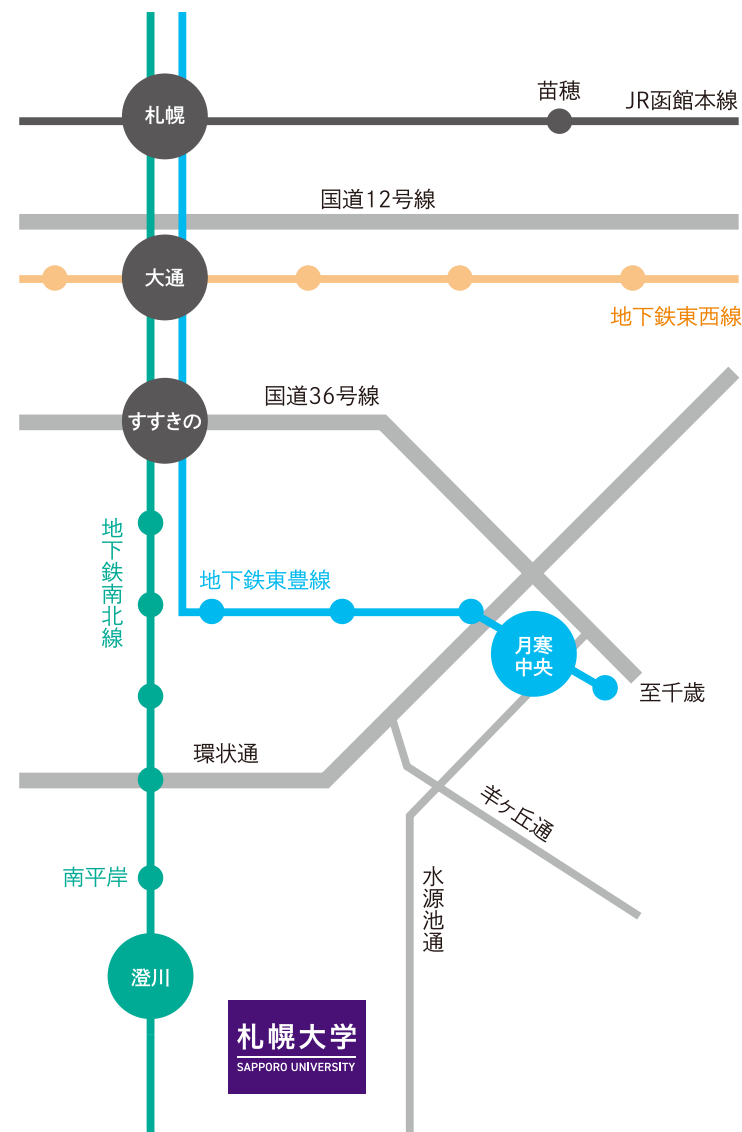 苗穂
JR函館本線
札幌
国道12号線
大通
地下鉄東西線
国道36号線
すすきの
地下鉄南北線
地下鉄東豊線
月寒
中央
至千歳
環状通
羊ヶ丘通
南平岸
水源池通
澄川
札幌大学
SAPPORO UNIVERSITY